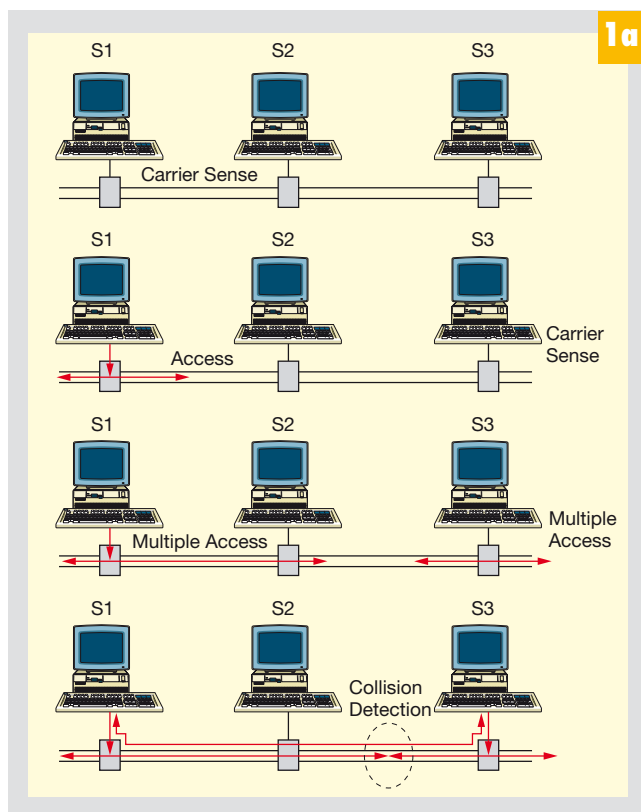 1a
S1 S2 S3
Carrier Sense
S1 S2 S3
Access
Carrier
Sense
S1 S2 S3
Multiple Access
Multiple
Access
S1 S2 S3
Collision
Detection